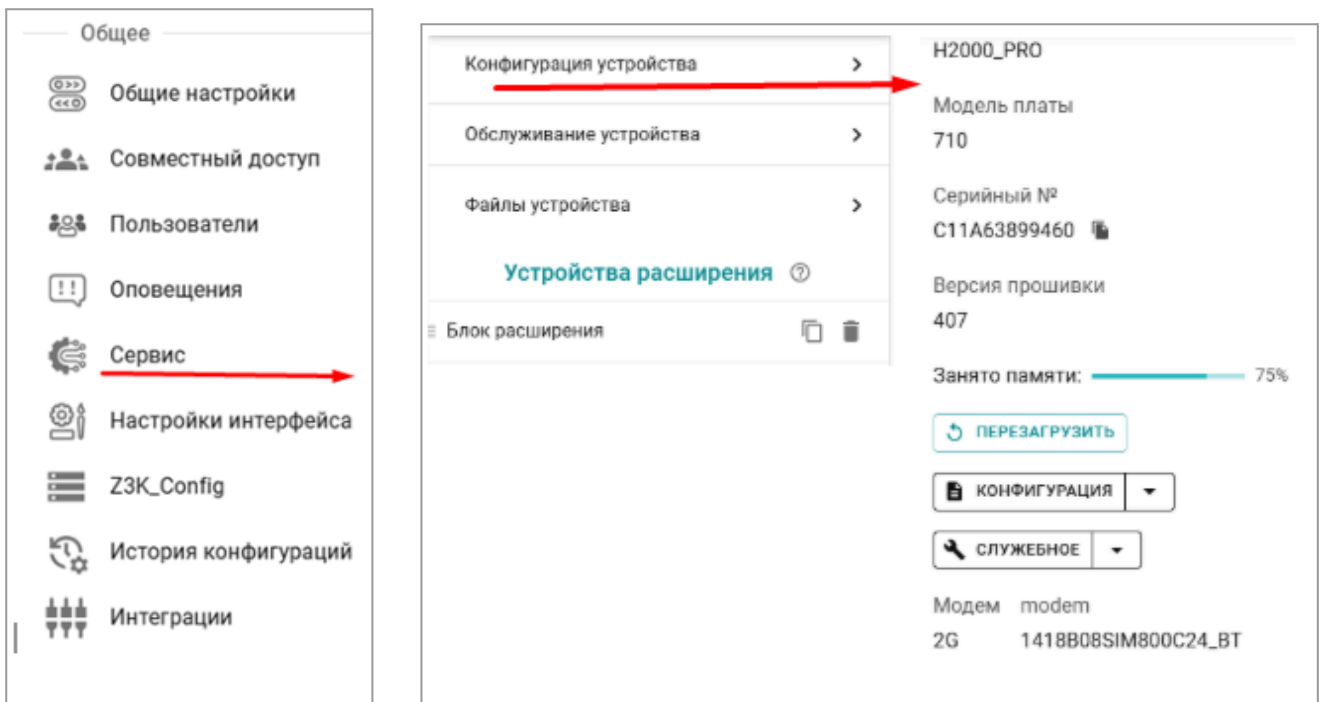 Общее
Общие настройки
Совместный доступ
Пользователи
Оповещения
Сервис
Настройки интерфейса
Z3K_Config
История конфигураций
Интеграции
Конфигурация устройства
Обслуживание устройства
Файлы устройства
Устройства расширения
Блок расширения
H2000_PRO
Модель платы
710
Серийный №
C11A63899460
Версия прошивки
407
Занято памяти: 75%
ПЕРЕЗАГРУЗИТЬ
КОНФИГУРАЦИЯ
СЛУЖЕБНОЕ
Модем modem
2G 1418B08SIM800C24_BT